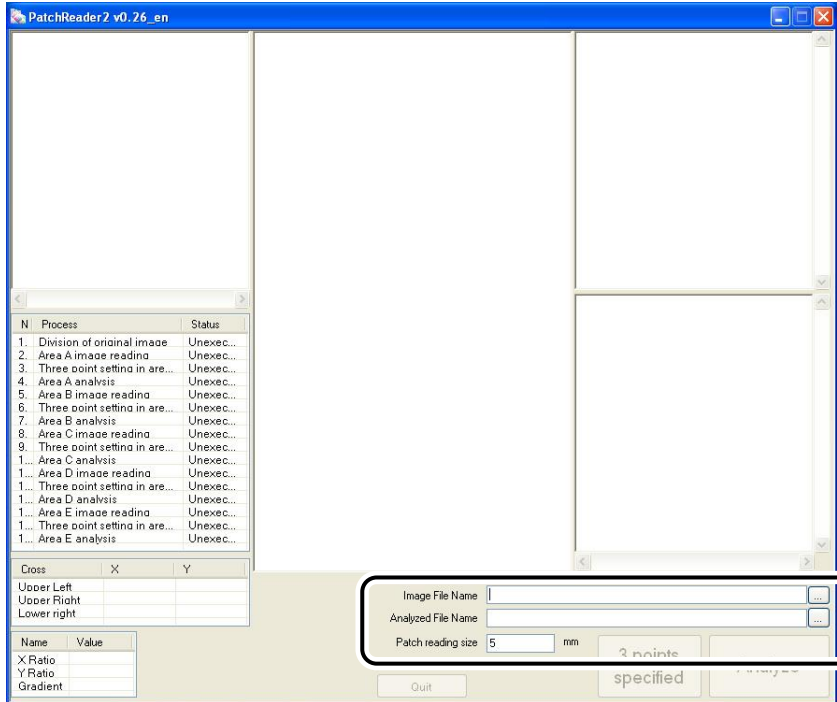 PatchReader2 v0.26_en
N Process Status
1. Division of original image Unexec...
2. Area A image reading Unexec...
3. Three point setting in are... Unexec...
4. Area A analysis Unexec...
5. Area B image reading Unexec...
6. Three point setting in are... Unexec...
7. Area B analysis Unexec...
8. Area C image reading Unexec...
9. Three point setting in are... Unexec...
1... Area C analysis Unexec...
1... Area D image reading Unexec...
1... Three point setting in are... Unexec...
1... Area D analysis Unexec...
1... Area E image reading Unexec...
1... Three point setting in are... Unexec...
1... Area E analysis Unexec...
Cross X Y
Upper Left
Upper Right
Lower right
Name Value
X Ratio
Y Ratio
Gradient
Image File Name ...
Analyzed File Name ...
Patch reading size 5 mm
3 points
specified
Analyze
Quit